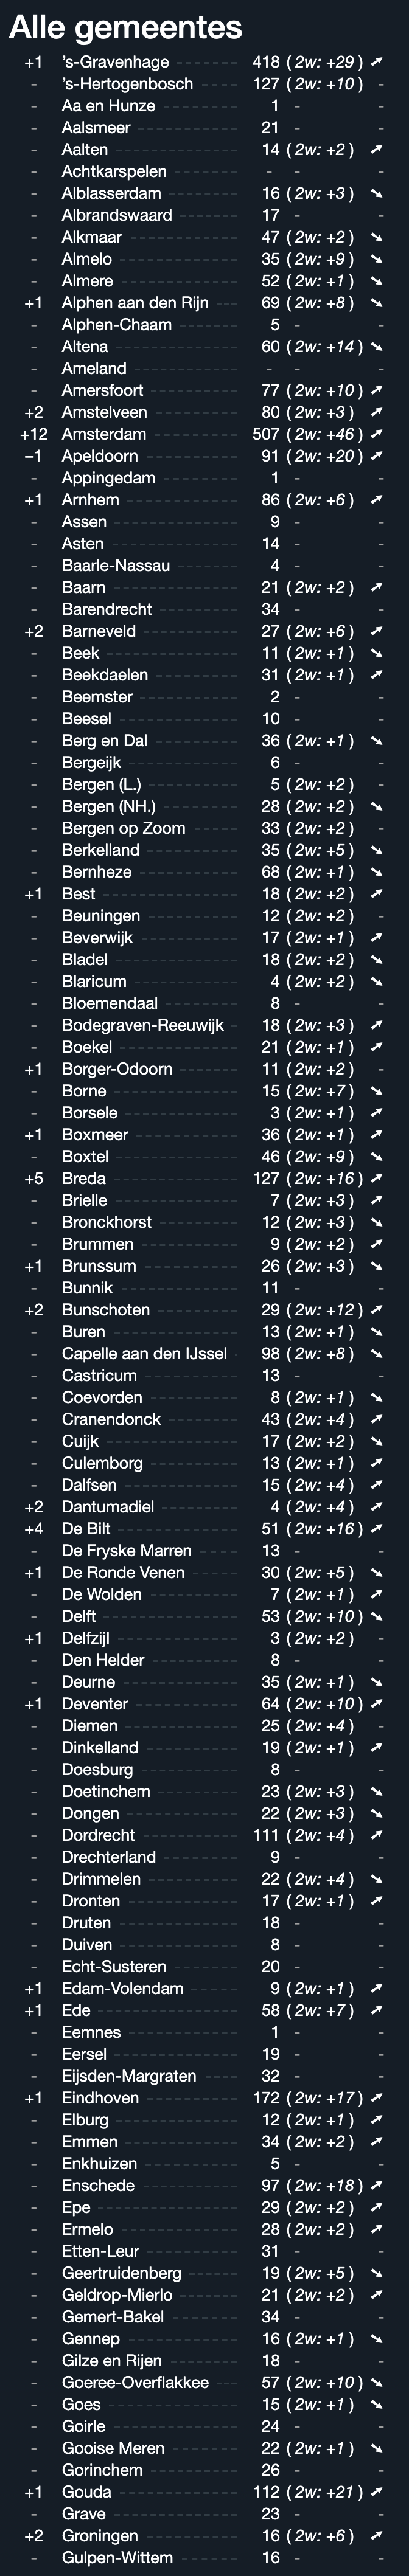 Alle gemeentes
+1 ’s-Gravenhage 418 ( 2w: +29 ) ➚
- ’s-Hertogenbosch 127 ( 2w: +10 ) -
- Aa en Hunze 1 - -
- Aalsmeer 21 - -
- Aalten 14 ( 2w: +2 ) ➚
- Achtkarspelen - - -
- Alblasserdam 16 ( 2w: +3 ) ➘
- Albrandswaard 17 - -
- Alkmaar 47 ( 2w: +2 ) ➘
- Almelo 35 ( 2w: +9 ) ➘
- Almere 52 ( 2w: +1 ) ➘
+1 Alphen aan den Rijn 69 ( 2w: +8 ) ➘
- Alphen-Chaam 5 - -
- Altena 60 ( 2w: +14 ) ➘
- Ameland - - -
- Amersfoort 77 ( 2w: +10 ) ➚
+2 Amstelveen 80 ( 2w: +3 ) ➚
+12 Amsterdam 507 ( 2w: +46 ) ➚
−1 Apeldoorn 91 ( 2w: +20 ) ➚
- Appingedam 1 - -
+1 Arnhem 86 ( 2w: +6 ) ➚
- Assen 9 - -
- Asten 14 - -
- Baarle-Nassau 4 - -
- Baarn 21 ( 2w: +2 ) ➚
- Barendrecht 34 - -
+2 Barneveld 27 ( 2w: +6 ) ➚
- Beek 11 ( 2w: +1 ) ➘
- Beekdaelen 31 ( 2w: +1 ) ➚
- Beemster 2 - -
- Beesel 10 - -
- Berg en Dal 36 ( 2w: +1 ) ➘
- Bergeijk 6 - -
- Bergen (L.) 5 ( 2w: +2 ) -
- Bergen (NH.) 28 ( 2w: +2 ) ➘
- Bergen op Zoom 33 ( 2w: +2 ) -
- Berkelland 35 ( 2w: +5 ) ➘
- Bernheze 68 ( 2w: +1 ) ➘
+1 Best 18 ( 2w: +2 ) ➚
- Beuningen 12 ( 2w: +2 ) -
- Beverwijk 17 ( 2w: +1 ) ➚
- Bladel 18 ( 2w: +2 ) ➘
- Blaricum 4 ( 2w: +2 ) ➘
- Bloemendaal 8 - -
- Bodegraven-Reeuwijk 18 ( 2w: +3 ) ➚
- Boekel 21 ( 2w: +1 ) ➚
+1 Borger-Odoorn 11 ( 2w: +2 ) -
- Borne 15 ( 2w: +7 ) ➘
- Borsele 3 ( 2w: +1 ) ➚
+1 Boxmeer 36 ( 2w: +1 ) ➚
- Boxtel 46 ( 2w: +9 ) ➘
+5 Breda 127 ( 2w: +16 ) ➚
- Brielle 7 ( 2w: +3 ) ➚
- Bronckhorst 12 ( 2w: +3 ) ➘
- Brummen 9 ( 2w: +2 ) ➚
+1 Brunssum 26 ( 2w: +3 ) ➘
- Bunnik 11 - -
+2 Bunschoten 29 ( 2w: +12 ) ➚
- Buren 13 ( 2w: +1 ) ➘
- Capelle aan den IJssel 98 ( 2w: +8 ) ➘
- Castricum 13 - -
- Coevorden 8 ( 2w: +1 ) ➘
- Cranendonck 43 ( 2w: +4 ) ➚
- Cuijk 17 ( 2w: +2 ) ➘
- Culemborg 13 ( 2w: +1 ) ➚
- Dalfsen 15 ( 2w: +4 ) ➚
+2 Dantumadiel 4 ( 2w: +4 ) ➚
+4 De Bilt 51 ( 2w: +16 ) ➚
- De Fryske Marren 13 - -
+1 De Ronde Venen 30 ( 2w: +5 ) ➘
- De Wolden 7 ( 2w: +1 ) ➚
- Delft 53 ( 2w: +10 ) ➘
+1 Delfzijl 3 ( 2w: +2 ) -
- Den Helder 8 - -
- Deurne 35 ( 2w: +1 ) ➘
+1 Deventer 64 ( 2w: +10 ) ➚
- Diemen 25 ( 2w: +4 ) -
- Dinkelland 19 ( 2w: +1 ) ➚
- Doesburg 8 - -
- Doetinchem 23 ( 2w: +3 ) ➘
- Dongen 22 ( 2w: +3 ) ➘
- Dordrecht 111 ( 2w: +4 ) ➚
- Drechterland 9 - -
- Drimmelen 22 ( 2w: +4 ) ➘
- Dronten 17 ( 2w: +1 ) ➚
- Druten 18 - -
- Duiven 8 - -
- Echt-Susteren 20 - -
+1 Edam-Volendam 9 ( 2w: +1 ) ➚
+1 Ede 58 ( 2w: +7 ) ➚
- Eemnes 1 - -
- Eersel 19 - -
- Eijsden-Margraten 32 - -
+1 Eindhoven 172 ( 2w: +17 ) ➚
- Elburg 12 ( 2w: +1 ) ➚
- Emmen 34 ( 2w: +2 ) ➚
- Enkhuizen 5 - -
- Enschede 97 ( 2w: +18 ) ➚
- Epe 29 ( 2w: +2 ) ➚
- Ermelo 28 ( 2w: +2 ) ➚
- Etten-Leur 31 - -
- Geertruidenberg 19 ( 2w: +5 ) ➘
- Geldrop-Mierlo 21 ( 2w: +2 ) ➚
- Gemert-Bakel 34 - -
- Gennep 16 ( 2w: +1 ) ➘
- Gilze en Rijen 18 - -
- Goeree-Overflakkee 57 ( 2w: +10 ) ➘
- Goes 15 ( 2w: +1 ) ➘
- Goirle 24 - -
- Gooise Meren 22 ( 2w: +1 ) ➘
- Gorinchem 26 - -
+1 Gouda 112 ( 2w: +21 ) ➚
- Grave 23 - -
+2 Groningen 16 ( 2w: +6 ) ➚
- Gulpen-Wittem 16 - -